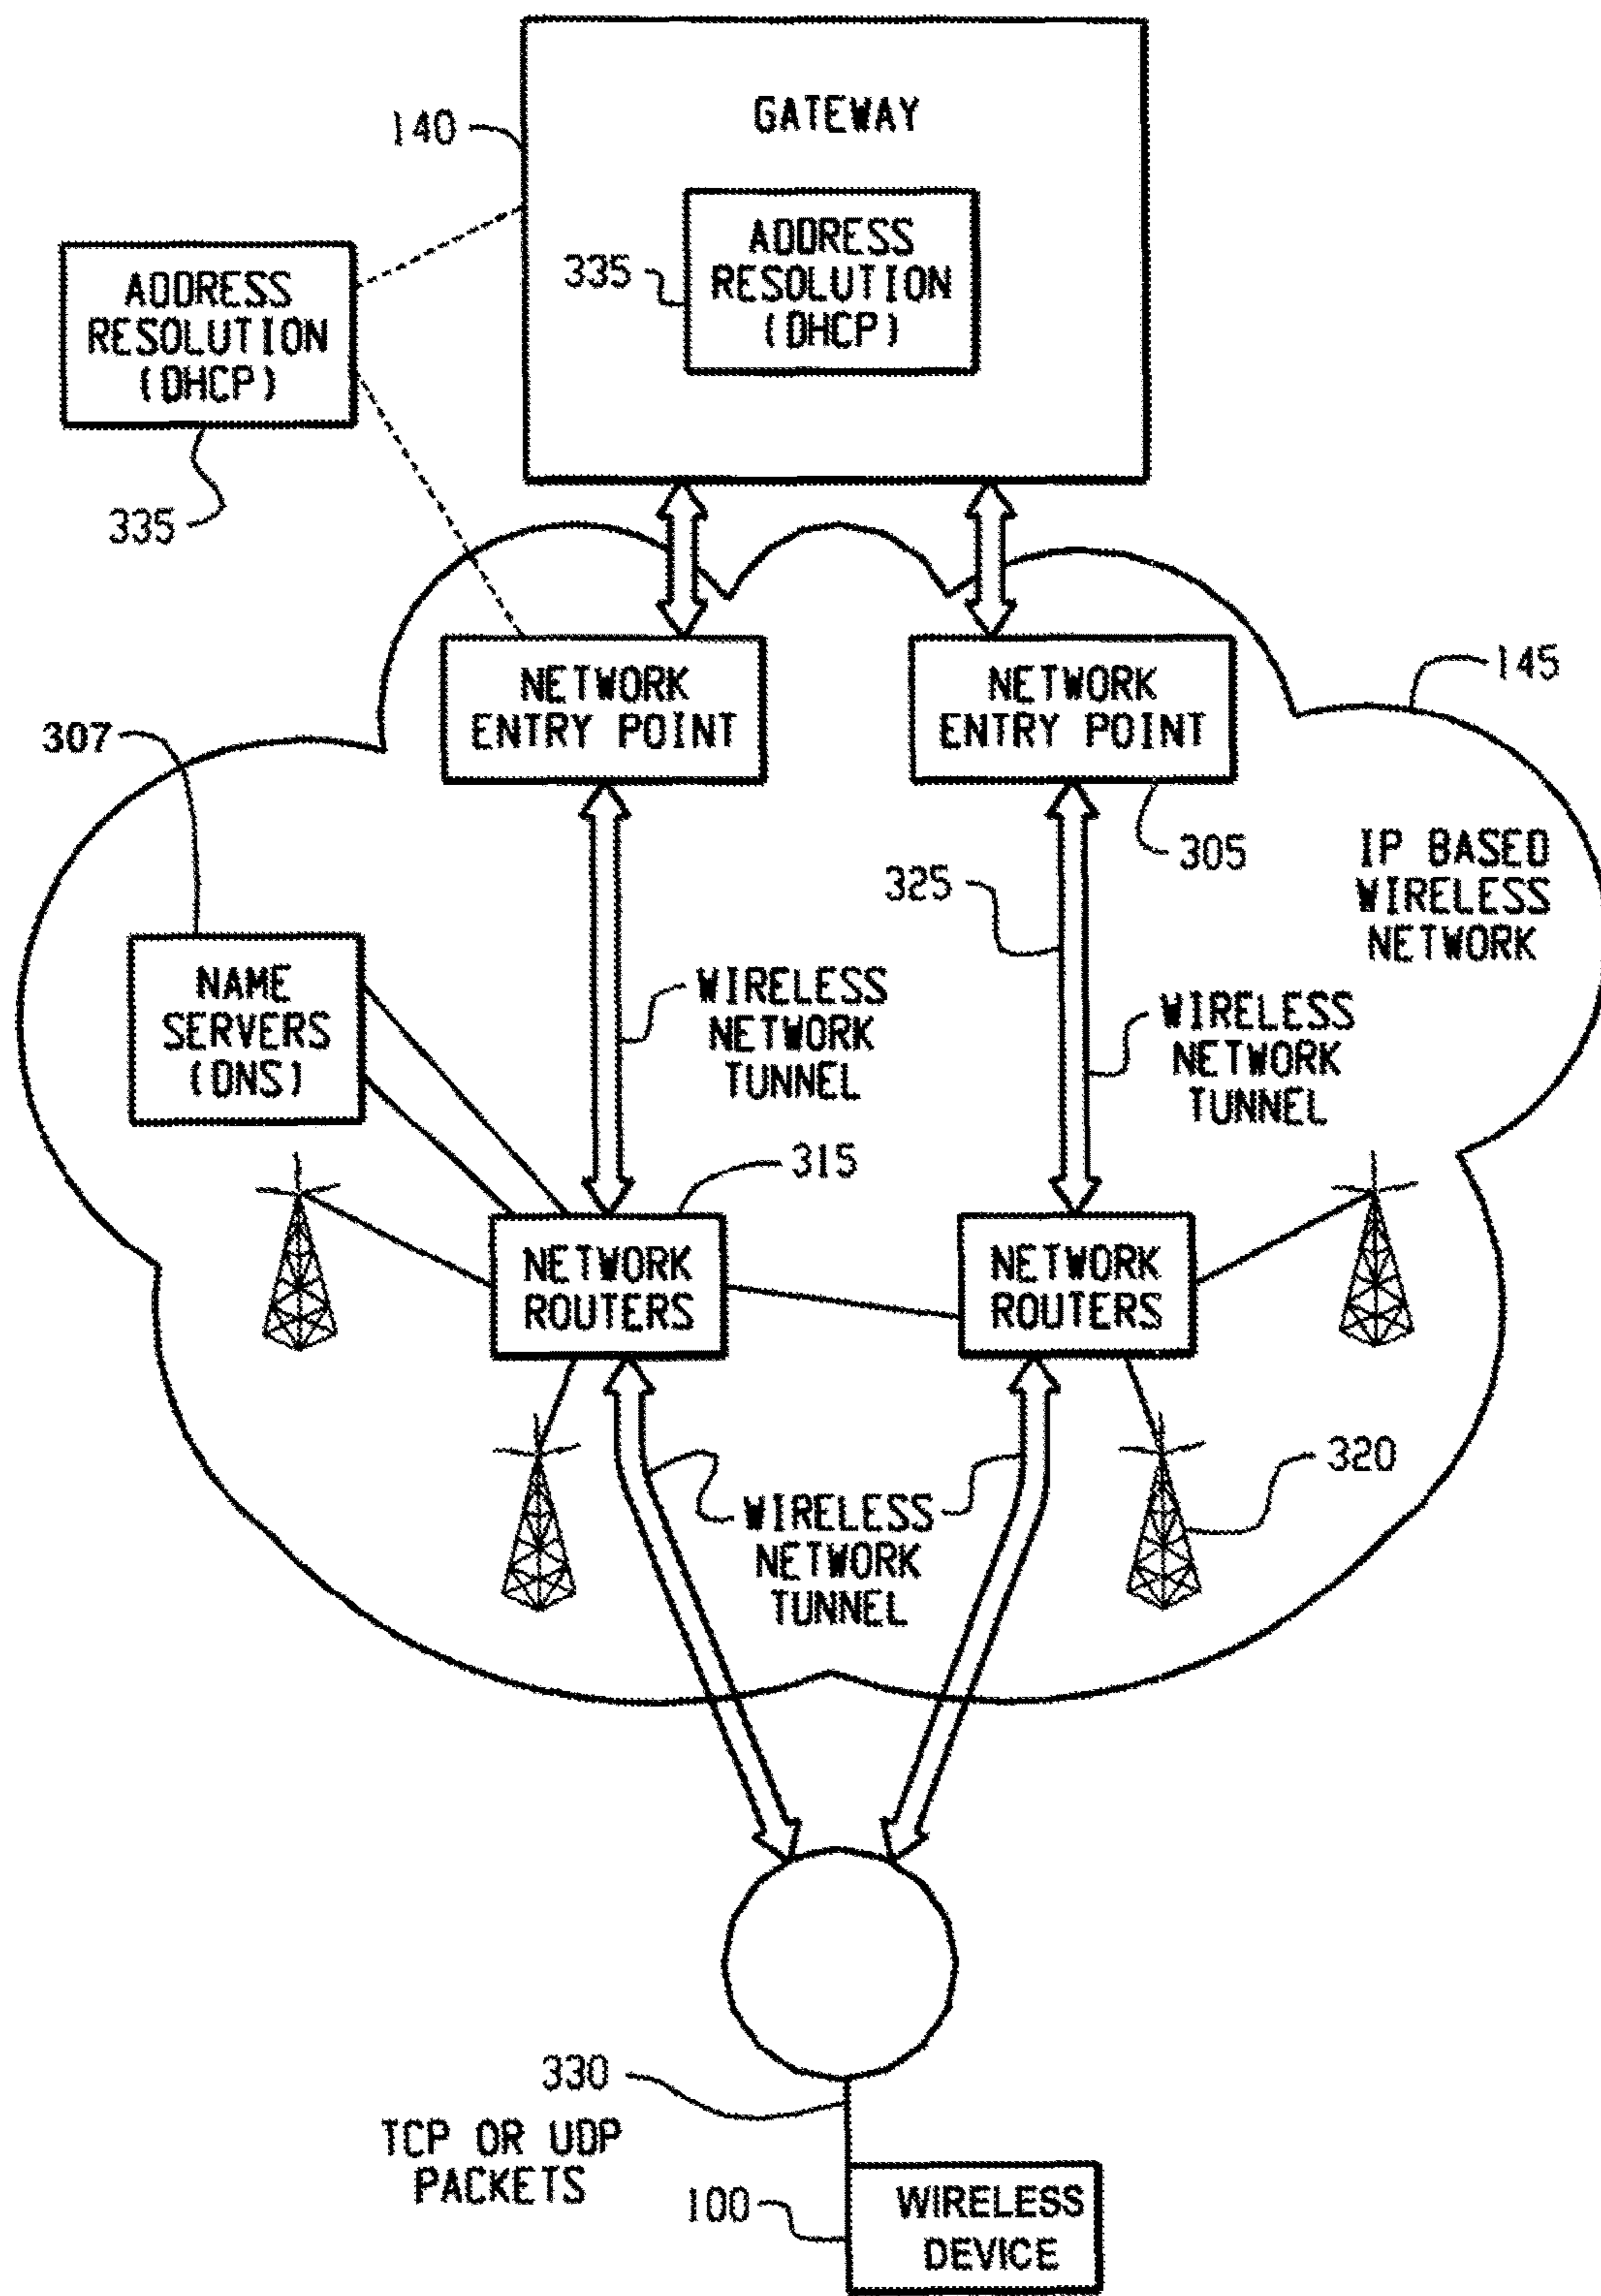 GATEWAY
140
ADDRESS
RESOLUTION
(DHCP)
335
ADDRESS
RESOLUTION
(DHCP)
335
NETWORK
ENTRY POINT
NETWORK
ENTRY POINT
145
307
305
325
IP BASED
WIRELESS
NETWORK
NAME
SERVERS
(DNS)
WIRELESS
NETWORK
TUNNEL
WIRELESS
NETWORK
TUNNEL
315
NETWORK
ROUTERS
NETWORK
ROUTERS
320
WIRELESS
NETWORK
TUNNEL
330
TCP OR UDP
PACKETS
100
WIRELESS
DEVICE